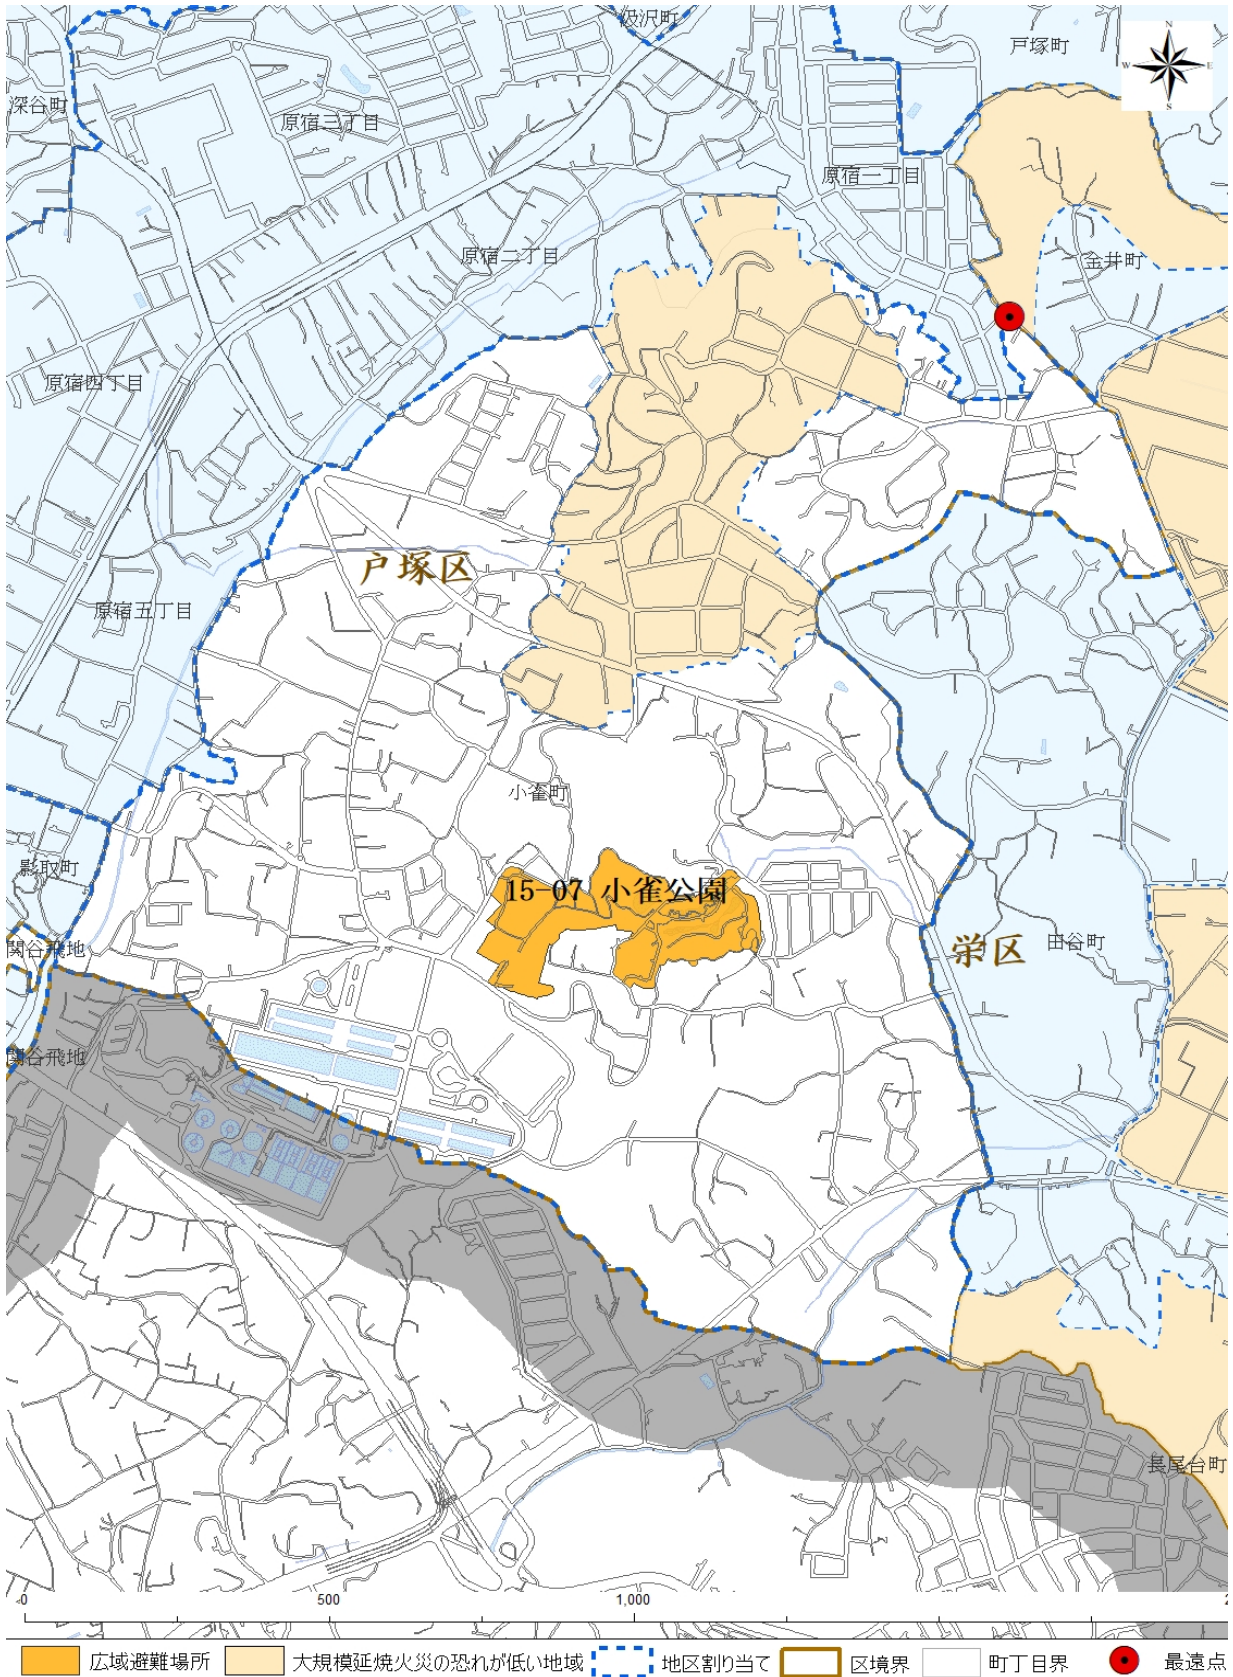 汲沢町
戸塚町
N
W E
S
深谷町
原宿三丁目
原宿一丁目
原宿二丁目
金井町
原宿四丁目
戸塚区
原宿五丁目
小雀町
影取町
15-07 小雀公園
関谷飛地
栄区
田谷町
関谷飛地
長尾台町
0 500 1,000
広域避難場所 大規模延焼火災の恐れが低い地域 地区割り当て 区境界 町丁目界 最遠点